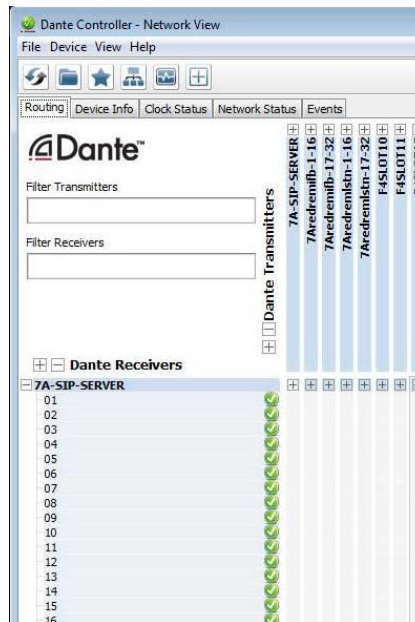 Dante Controller - Network View
File Device View Help
Routing Device Info Clock Status Network Status Events
Dante™
Filter Transmitters
Filter Receivers
Dante Transmitters
7A-SIP-SERVER
7Aredremifb-1-16
7Aredremifb-17-32
7Aredremlstn-1-16
7Aredremlstn-17-32
F4SLOT10
F4SLOT11
Dante Receivers
7A-SIP-SERVER
01
02
03
04
05
06
07
08
09
10
11
12
13
14
15
16